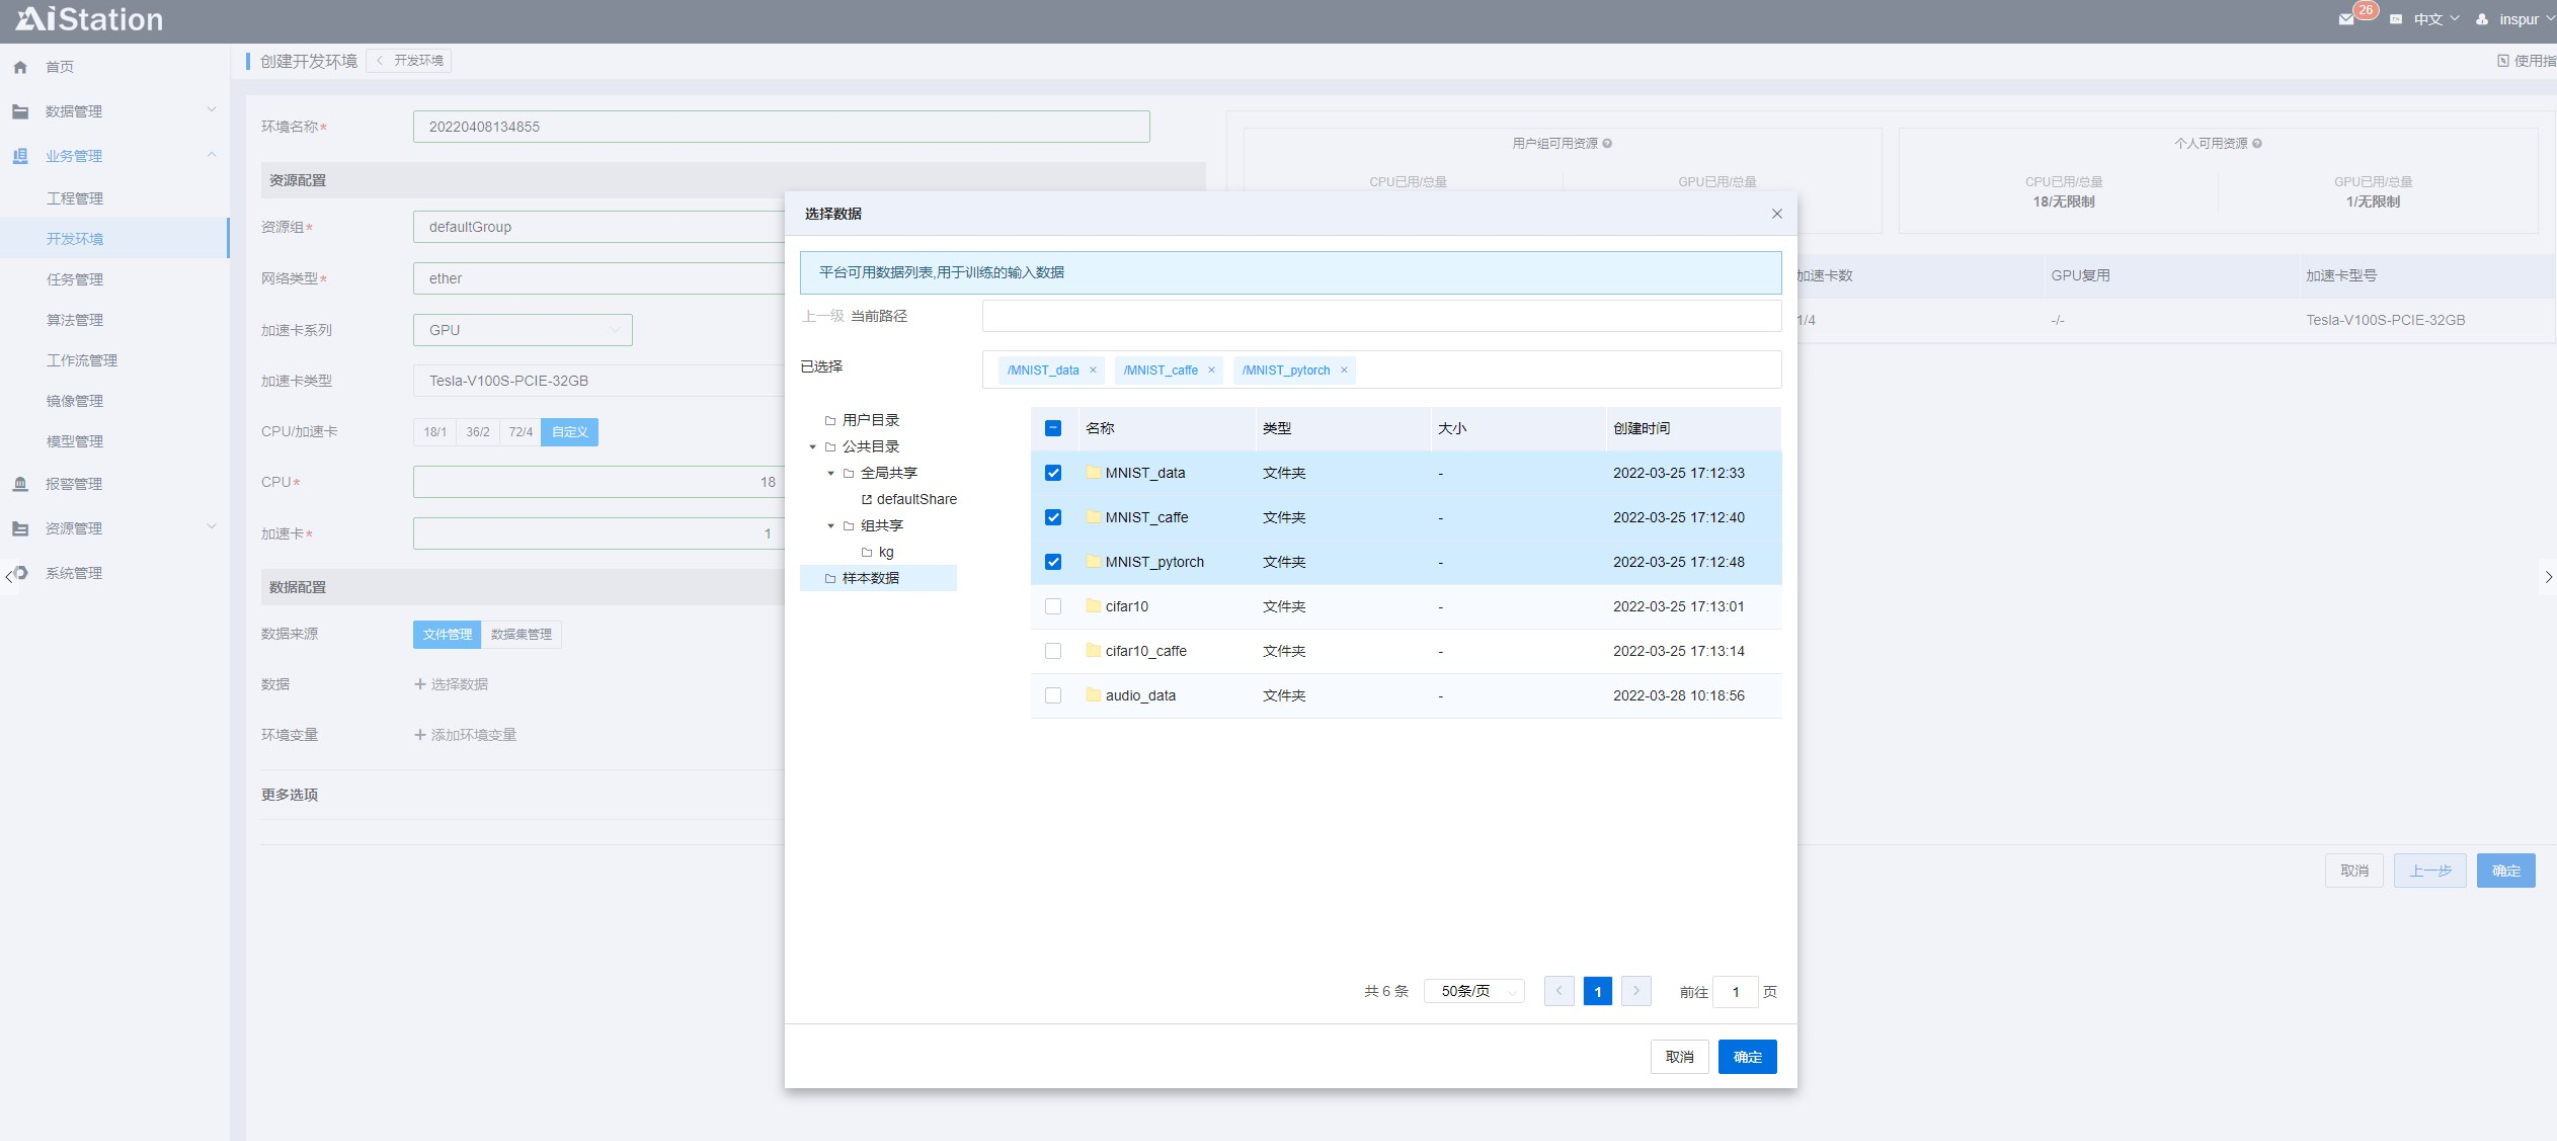 AiStation
26
中文
inspur
首页
数据管理
业务管理
工程管理
开发环境
任务管理
算法管理
工作流管理
镜像管理
模型管理
报警管理
资源管理
系统管理
创建开发环境
开发环境
使用指
环境名称*
20220408134855
资源配置
资源组*
defaultGroup
网络类型*
ether
加速卡系列
GPU
加速卡类型
Tesla-V100S-PCIE-32GB
CPU/加速卡
18/1 36/2 72/4 自定义
CPU*
18
加速卡*
1
数据配置
数据来源
文件管理 数据集管理
数据
+ 选择数据
环境变量
+ 添加环境变量
更多选项
用户组可用资源
CPU已用/总量 GPU已用/总量
个人可用资源
CPU已用/总量 GPU已用/总量
18/无限制 1/无限制
加速卡数 GPU复用 加速卡型号
1/4 -/- Tesla-V100S-PCIE-32GB
取消 上一步 确定
选择数据
平台可用数据列表,用于训练的输入数据
上一级 当前路径
已选择
/MNIST_data × /MNIST_caffe × /MNIST_pytorch ×
用户目录
公共目录
全局共享
defaultShare
组共享
kg
样本数据
名称 类型 大小 创建时间
MNIST_data 文件夹 - 2022-03-25 17:12:33
MNIST_caffe 文件夹 - 2022-03-25 17:12:40
MNIST_pytorch 文件夹 - 2022-03-25 17:12:48
cifar10 文件夹 - 2022-03-25 17:13:01
cifar10_caffe 文件夹 - 2022-03-25 17:13:14
audio_data 文件夹 - 2022-03-28 10:18:56
共 6 条 50条/页 1 前往 1 页
取消 确定